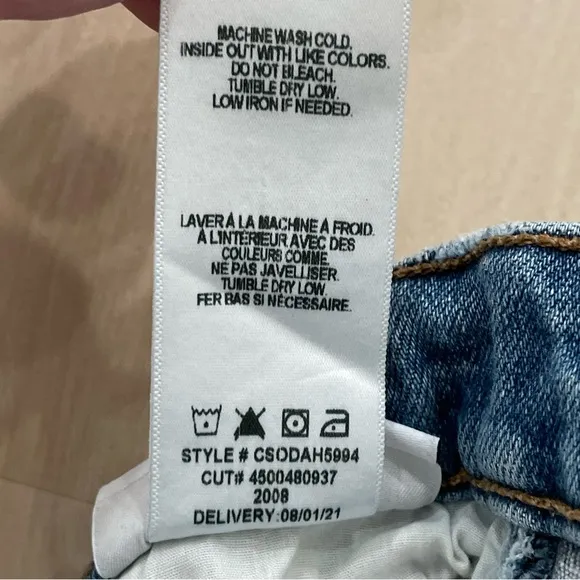 MACHINE WASH COLD.
INSIDE OUT WITH LIKE COLORS.
DO NOT BLEACH.
TUMBLE DRY LOW.
LOW IRON IF NEEDED.
LAVER À LA MACHINE À FROID.
À L'INTÉRIEUR AVEC DES
COULEURS COMME.
NE PAS JAVELLISER.
TUMBLE DRY LOW.
FER BAS SI NÉCESSAIRE.
STYLE # CSODAH5994
CUT# 4500480937
2008
DELIVERY: 08/01/21